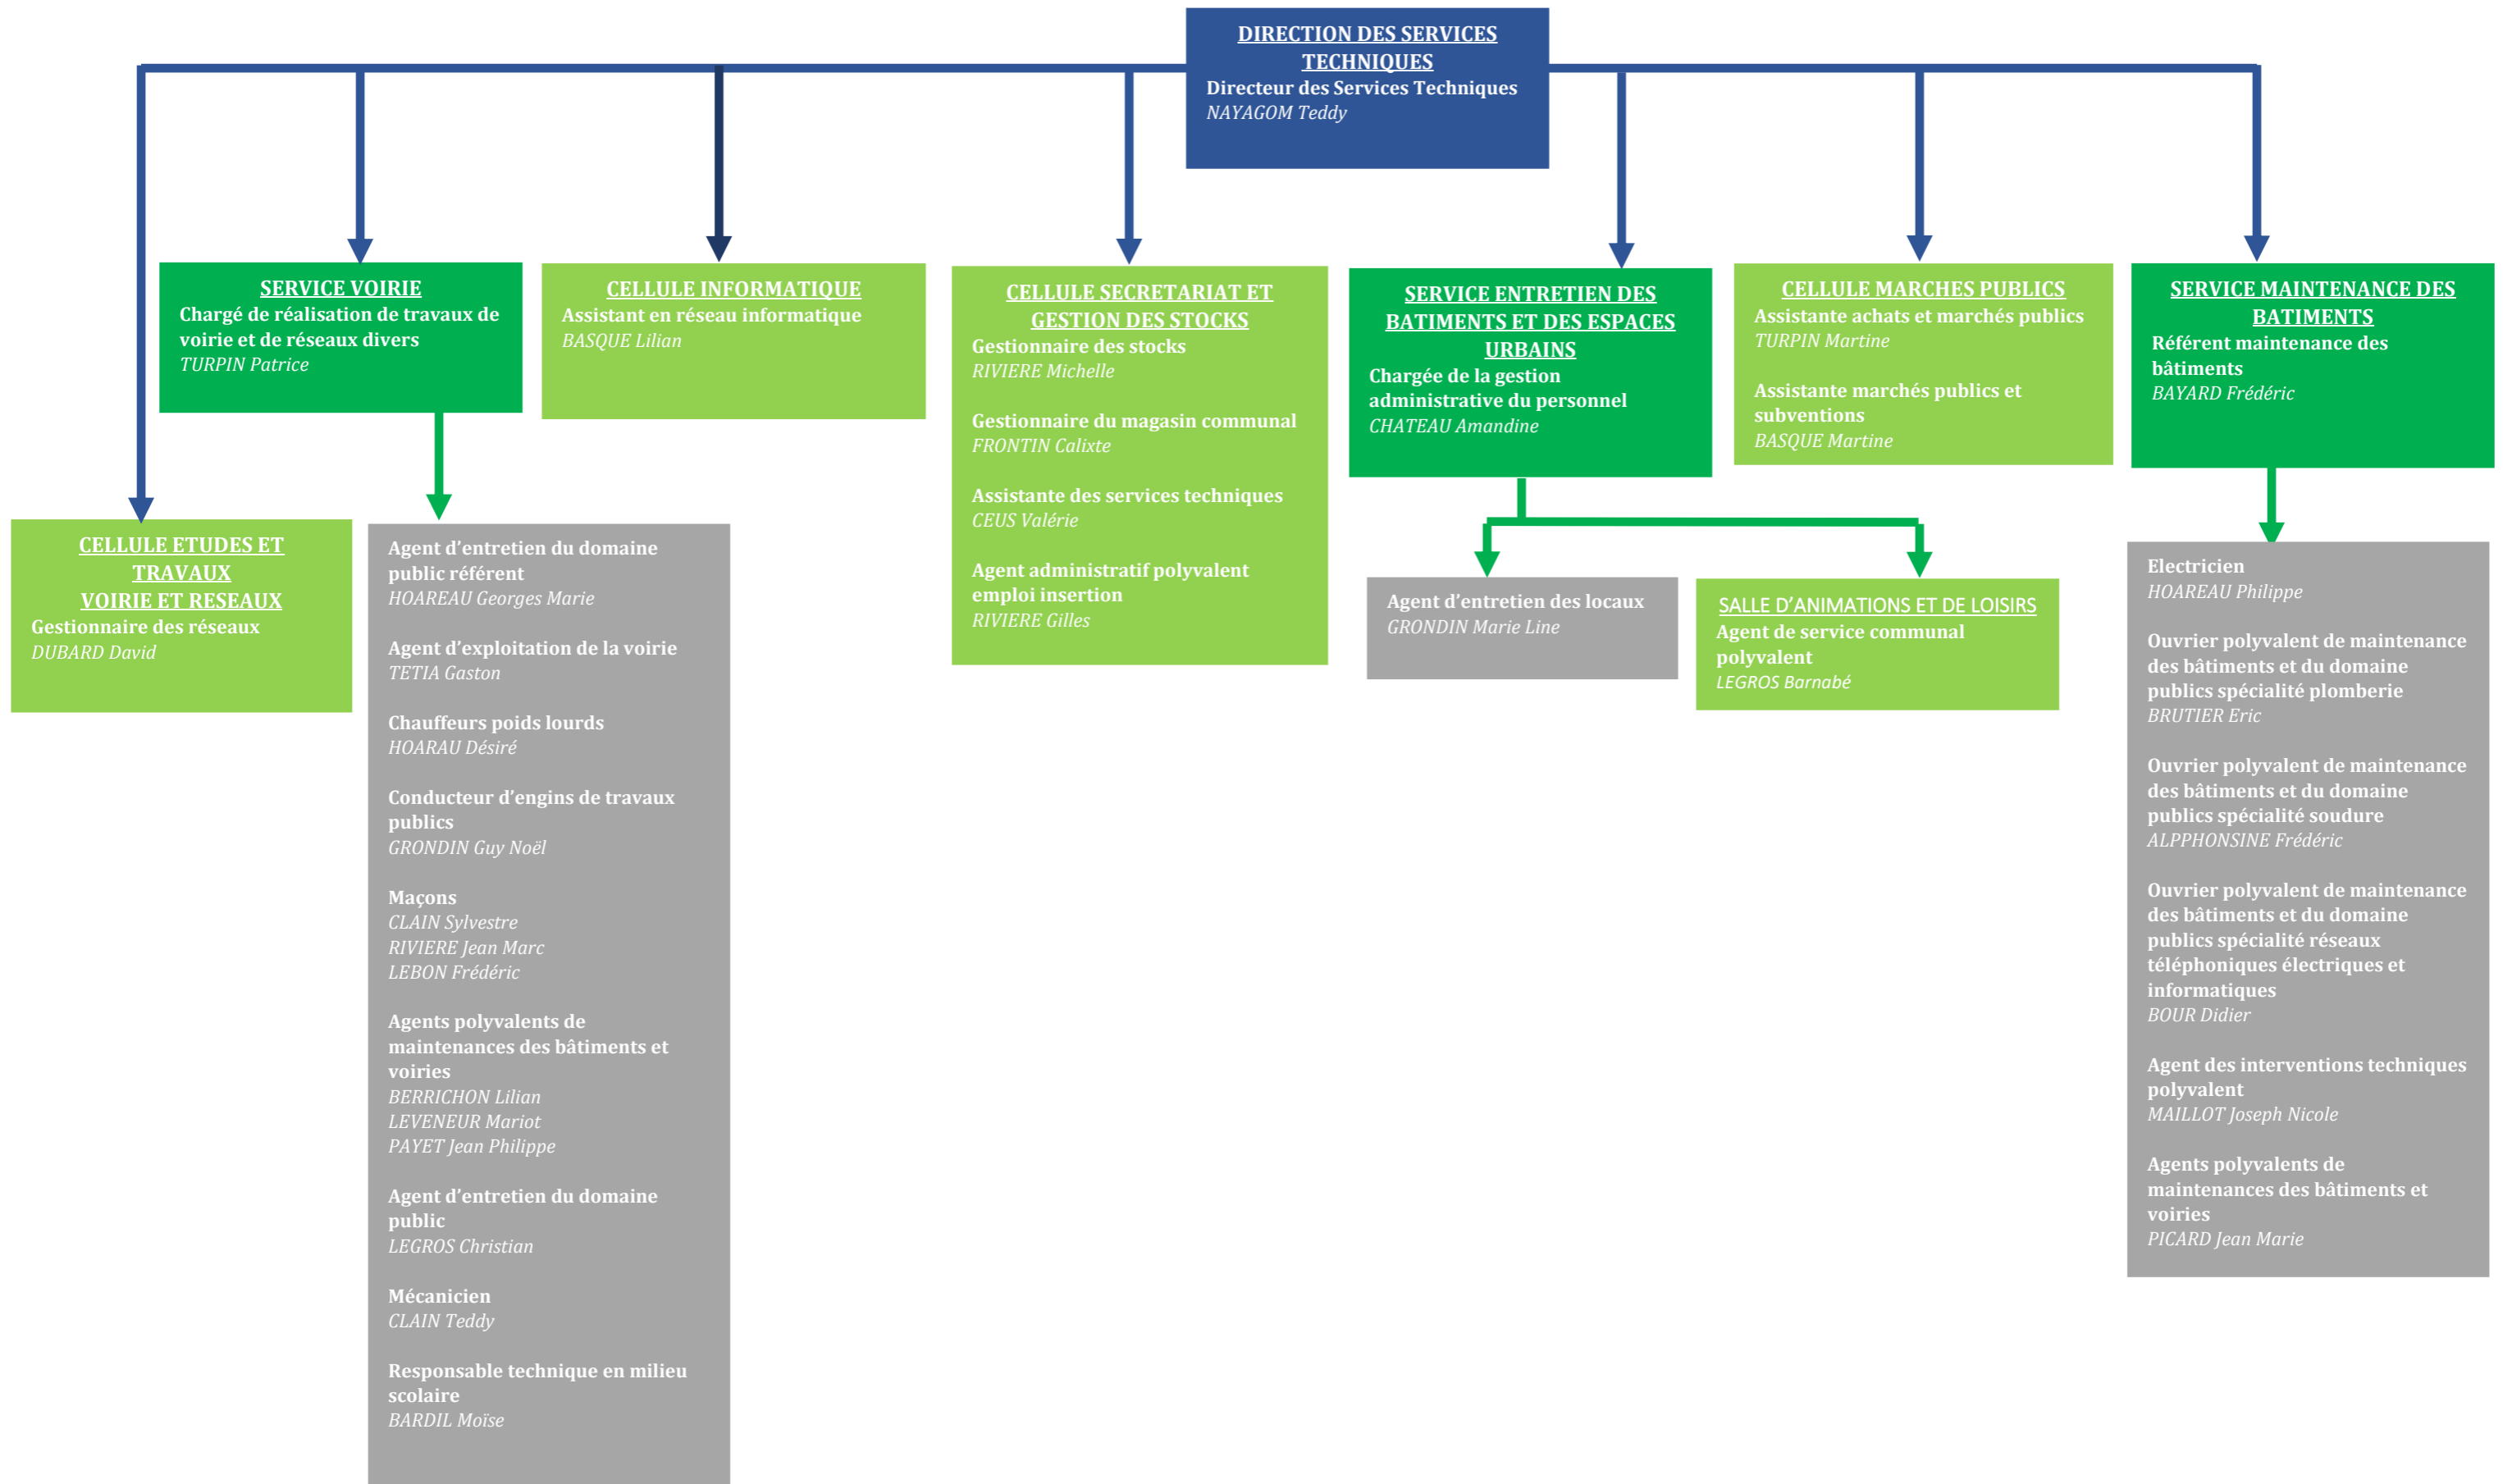 DIRECTION DES SERVICES
TECHNIQUES
Directeur des Services Techniques
NAYAGOM Teddy
SERVICE VOIRIE
Chargé de réalisation de travaux de
voirie et de réseaux divers
TURPIN Patrice
CELLULE INFORMATIQUE
Assistant en réseau informatique
BASQUE Lilian
CELLULE SECRETARIAT ET
GESTION DES STOCKS
Gestionnaire des stocks
RIVIERE Michelle
Gestionnaire du magasin communal
FRONTIN Calixte
Assistante des services techniques
CEUS Valérie
Agent administratif polyvalent
emploi insertion
RIVIERE Gilles
SERVICE ENTRETIEN DES
BATIMENTS ET DES ESPACES
URBAINS
Chargée de la gestion
administrative du personnel
CHATEAU Amandine
CELLULE MARCHES PUBLICS
Assistante achats et marchés publics
TURPIN Martine
Assistante marchés publics et
subventions
BASQUE Martine
SERVICE MAINTENANCE DES
BATIMENTS
Référent maintenance des
bâtiments
BAYARD Frédéric
CELLULE ETUDES ET
TRAVAUX
VOIRIE ET RESEAUX
Gestionnaire des réseaux
DUBARD David
Agent d’entretien du domaine
public référent
HOAREAU Georges Marie
Agent d’exploitation de la voirie
TETIA Gaston
Chauffeurs poids lourds
HOARAU Désiré
Conducteur d’engins de travaux
publics
GRONDIN Guy Noël
Maçons
CLAIN Sylvestre
RIVIERE Jean Marc
LEBON Frédéric
Agents polyvalents de
maintenances des bâtiments et
voiries
BERRICHON Lilian
LEVENEUR Mariot
PAYET Jean Philippe
Agent d’entretien du domaine
public
LEGROS Christian
Mécanicien
CLAIN Teddy
Responsable technique en milieu
scolaire
BARDIL Moïse
Agent d’entretien des locaux
GRONDIN Marie Line
SALLE D’ANIMATIONS ET DE LOISIRS
Agent de service communal
polyvalent
LEGROS Barnabé
Electricien
HOAREAU Philippe
Ouvrier polyvalent de maintenance
des bâtiments et du domaine
publics spécialité plomberie
BRUTIER Eric
Ouvrier polyvalent de maintenance
des bâtiments et du domaine
publics spécialité soudure
ALPPHONSINE Frédéric
Ouvrier polyvalent de maintenance
des bâtiments et du domaine
publics spécialité réseaux
téléphoniques électriques et
informatiques
BOUR Didier
Agent des interventions techniques
polyvalent
MAILLOT Joseph Nicole
Agents polyvalents de
maintenances des bâtiments et
voiries
PICARD Jean Marie